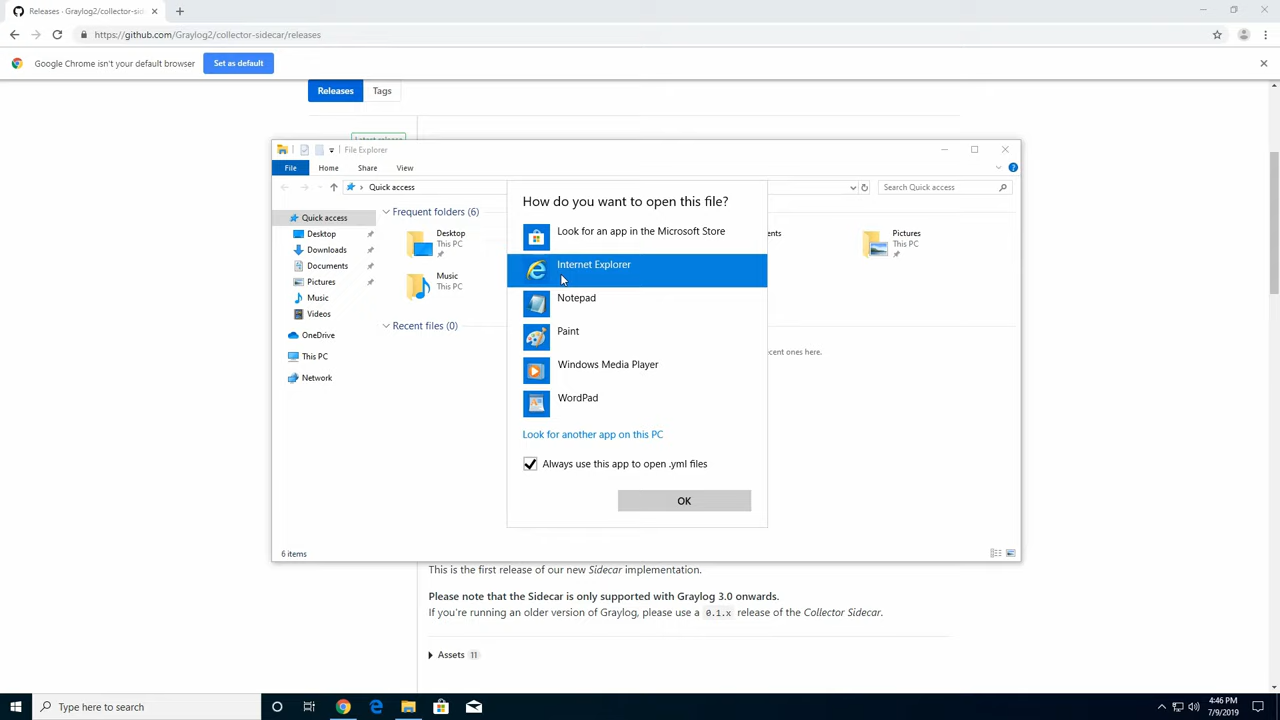 Releases · Graylog2/collector-sid
https://github.com/Graylog2/collector-sidecar/releases
Google Chrome isn't your default browser
Set as default
Releases
Tags
Latest release
File Explorer
File
Home
Share
View
Quick access
Search Quick access
Quick access
Desktop
Downloads
Documents
Pictures
Music
Videos
OneDrive
This PC
Network
Frequent folders (6)
Desktop
This PC
Music
This PC
ents
Pictures
This PC
Recent files (0)
ecent ones here.
6 items
How do you want to open this file?
Look for an app in the Microsoft Store
Internet Explorer
Notepad
Paint
Windows Media Player
WordPad
Look for another app on this PC
Always use this app to open .yml files
OK
This is the first release of our new Sidecar implementation.
Please note that the Sidecar is only supported with Graylog 3.0 onwards.
If you're running an older version of Graylog, please use a 0.1.x release of the Collector Sidecar.
Assets 11
Type here to search
4:46 PM
7/9/2019